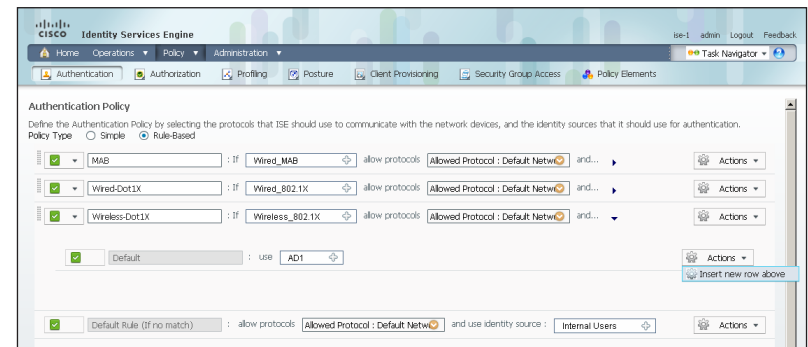 CISCO Identity Services Engine
ise-1 admin Logout Feedback
Home Operations ▼ Policy ▼ Administration ▼
Task Navigator ▼
Authentication Authorization Profiling Posture Client Provisioning Security Group Access Policy Elements
Authentication Policy
Define the Authentication Policy by selecting the protocols that ISE should use to communicate with the network devices, and the identity sources that it should use for authentication.
Policy Type Simple Rule-Based
MAB : If Wired_MAB allow protocols Allowed Protocol : Default Netw and... Actions
Wired-Dot1X : If Wired_802.1X allow protocols Allowed Protocol : Default Netw and... Actions
Wireless-Dot1X : If Wireless_802.1X allow protocols Allowed Protocol : Default Netw and... Actions
Default : use AD1 Actions
Insert new row above
Default Rule (If no match) : allow protocols Allowed Protocol : Default Netw and use identity source : Internal Users Actions